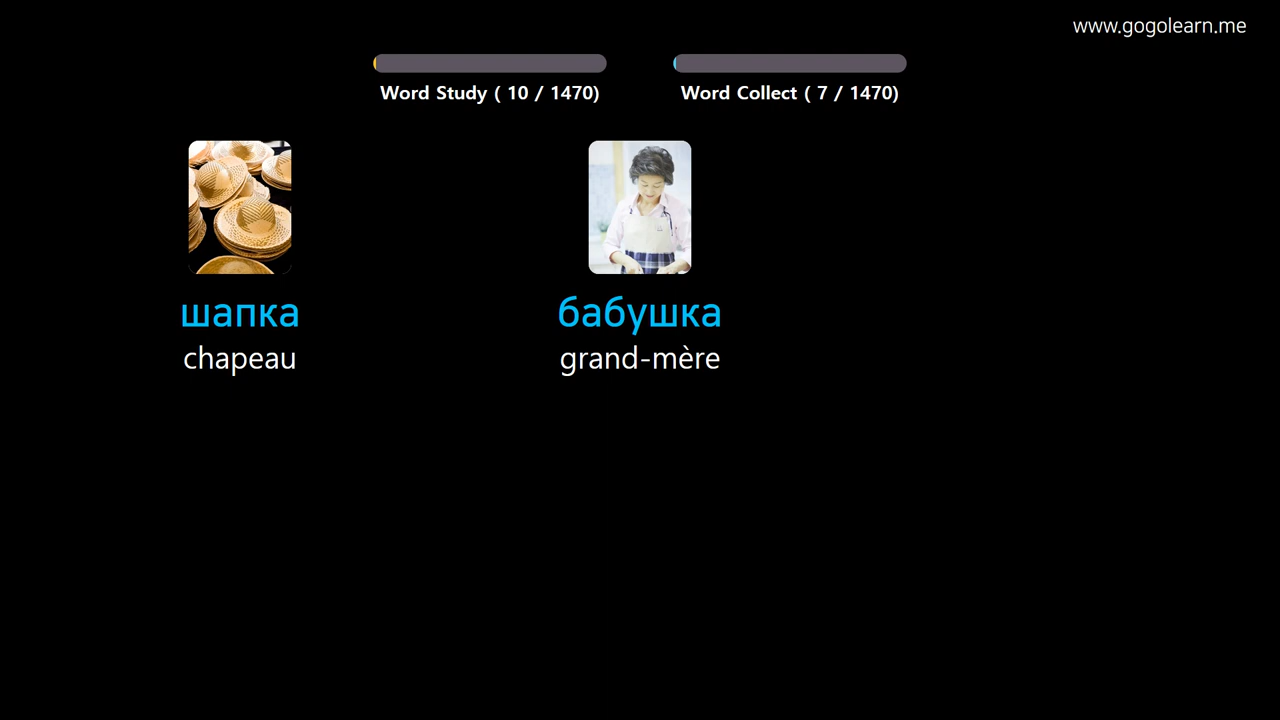 www.gogolearn.me
Word Study ( 10 / 1470)
Word Collect ( 7 / 1470)
шапка
chapeau
бабушка
grand-mère